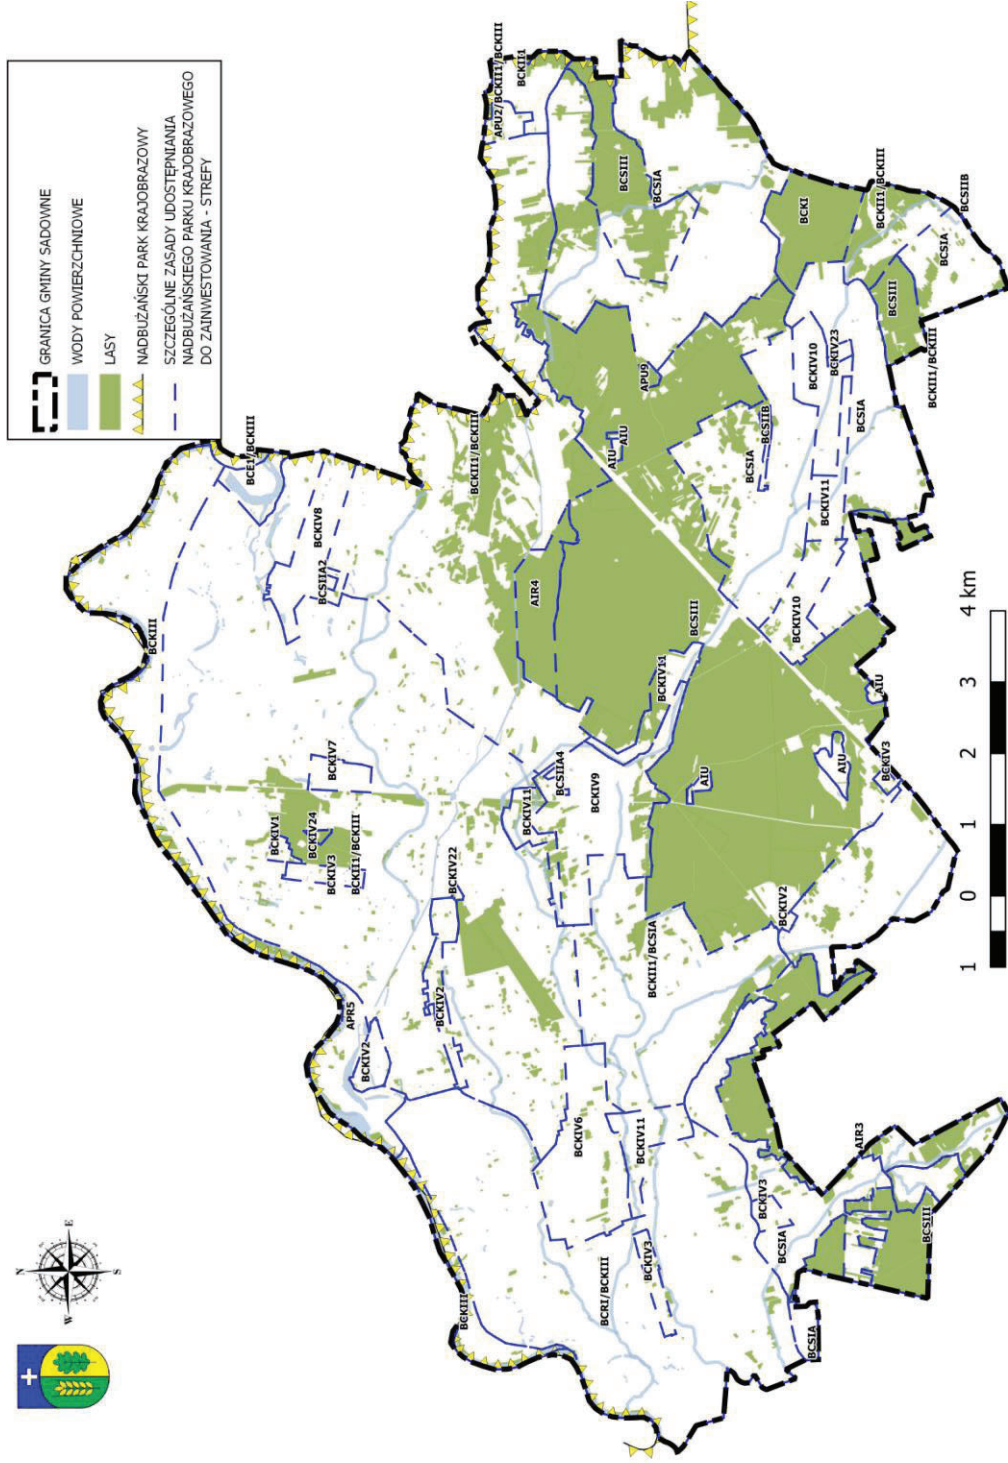 GRANICA GMINY SADOWNE
WODY POWIERZCHNIOWE
LASY
NADBUŻAŃSKI PARK KRAJOBRAZOWY
SZCZEGÓLNE ZASADY UDOSTĘPNIANIA
NADBUŻAŃSKIEGO PARKU KRAJOBRAZOWEGO
DO ZAINWESTOWANIA - STREFY
N
E
S
W
APU2/BCKII1/BCKIII
BCKII1
BCSIII
BCSIA
BCKI
BCKII1/BCKIII
BCSIIB
BCSIA
BCSIII
BCKII1/BCKIII
BCKIV10
BCKIV23
BCSIA
APU9
AIU
AIU
BCSIA
BCSIIB
BCKIV11
BCKII1/BCKIII
BCE1/BCKIII
BCKIV8
BCSIIA2
AIR4
BCKIII
BCSIII
BCKIV10
BCKIV11
AIU
AIU
AIU
BCKIV3
BCKIV7
BCKIV1
BCKIV24
BCKIV3
BCKII1/BCKIII
BCSIIA4
BCKIV11
BCKIV9
BCKIV22
BCKIV2
BCKII1/BCSIA
BCKIV2
APR5
BCKIV2
BCKIV6
BCKIV11
AIR3
BCKIV3
BCSIA
BCSIII
BCKIV3
BCRI/BCKIII
BCKIII
BCSIA
1
0
1
2
3
4 km